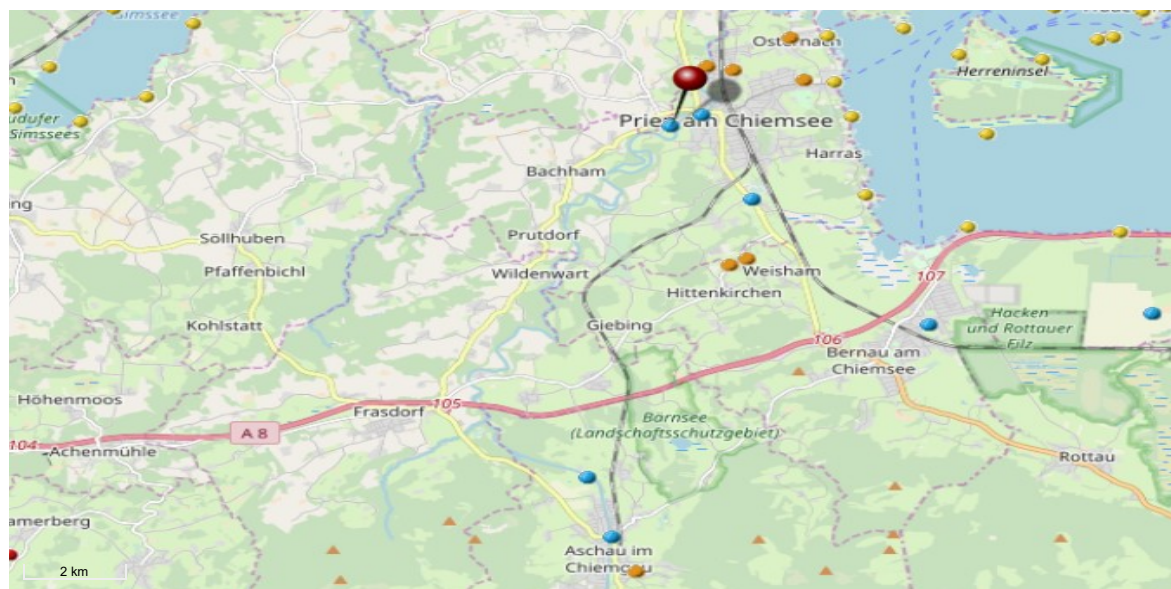 Simssee
Osternach
Herreninsel
udufer
Simssees
Prien am Chiemsee
Harras
Bachham
ing
Söllhuben
Prutdorf
Pfaffenbichl
Wildenwart
Weisham
107
Hittenkirchen
Kohlstatt
Giebing
Hacken
und Rottauer
Filz
106
Bernau am
Chiemsee
Höhenmoos
105
Frasdorf
Bärnsee
(Landschaftsschutzgebiet)
A 8
104
Achenmühle
Rottau
amerberg
Aschau im
Chiemgau
2 km